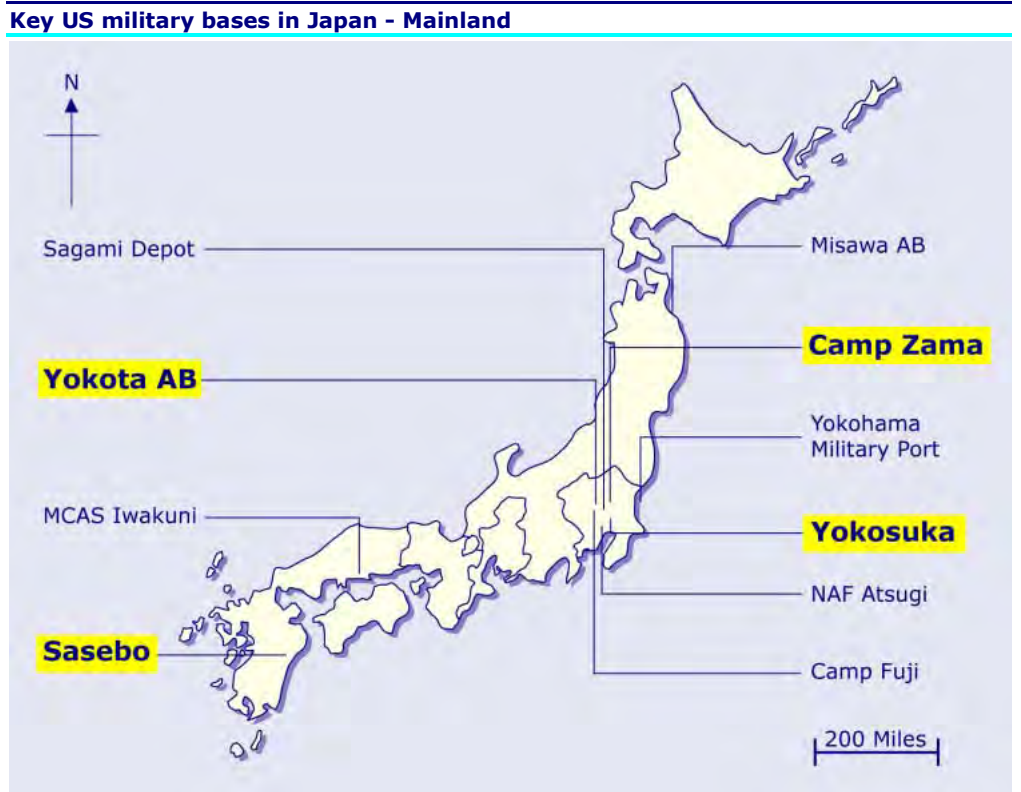 Key US military bases in Japan - Mainland
N
Sagami Depot
Misawa AB
Camp Zama
Yokota AB
Yokohama
Military Port
MCAS Iwakuni
Yokosuka
NAF Atsugi
Sasebo
Camp Fuji
200 Miles